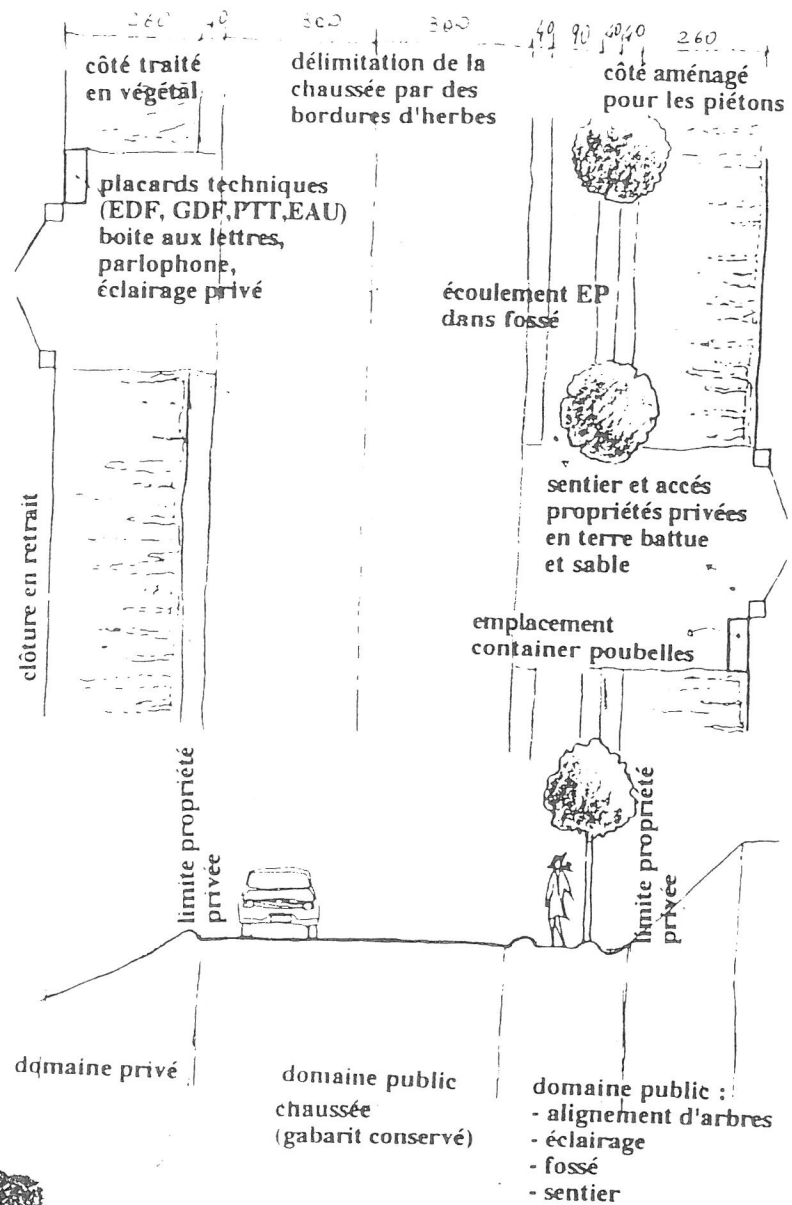 260 40 300 300 40 90 40 40 260
côté traité
en végétal
délimitation de la
chaussée par des
bordures d'herbes
côté aménagé
pour les piétons
placards techniques
(EDF, GDF,PTT,EAU)
boite aux lettres,
parlophone,
éclairage privé
écoulement EP
dans fossé
clôture en retrait
sentier et accés
propriétés privées
en terre battue
et sable
emplacement
container poubelles
limite propriété
privée
limite propriété
privée
domaine privé
domaine public
chaussée
(gabarit conservé)
domaine public :
- alignement d'arbres
- éclairage
- fossé
- sentier